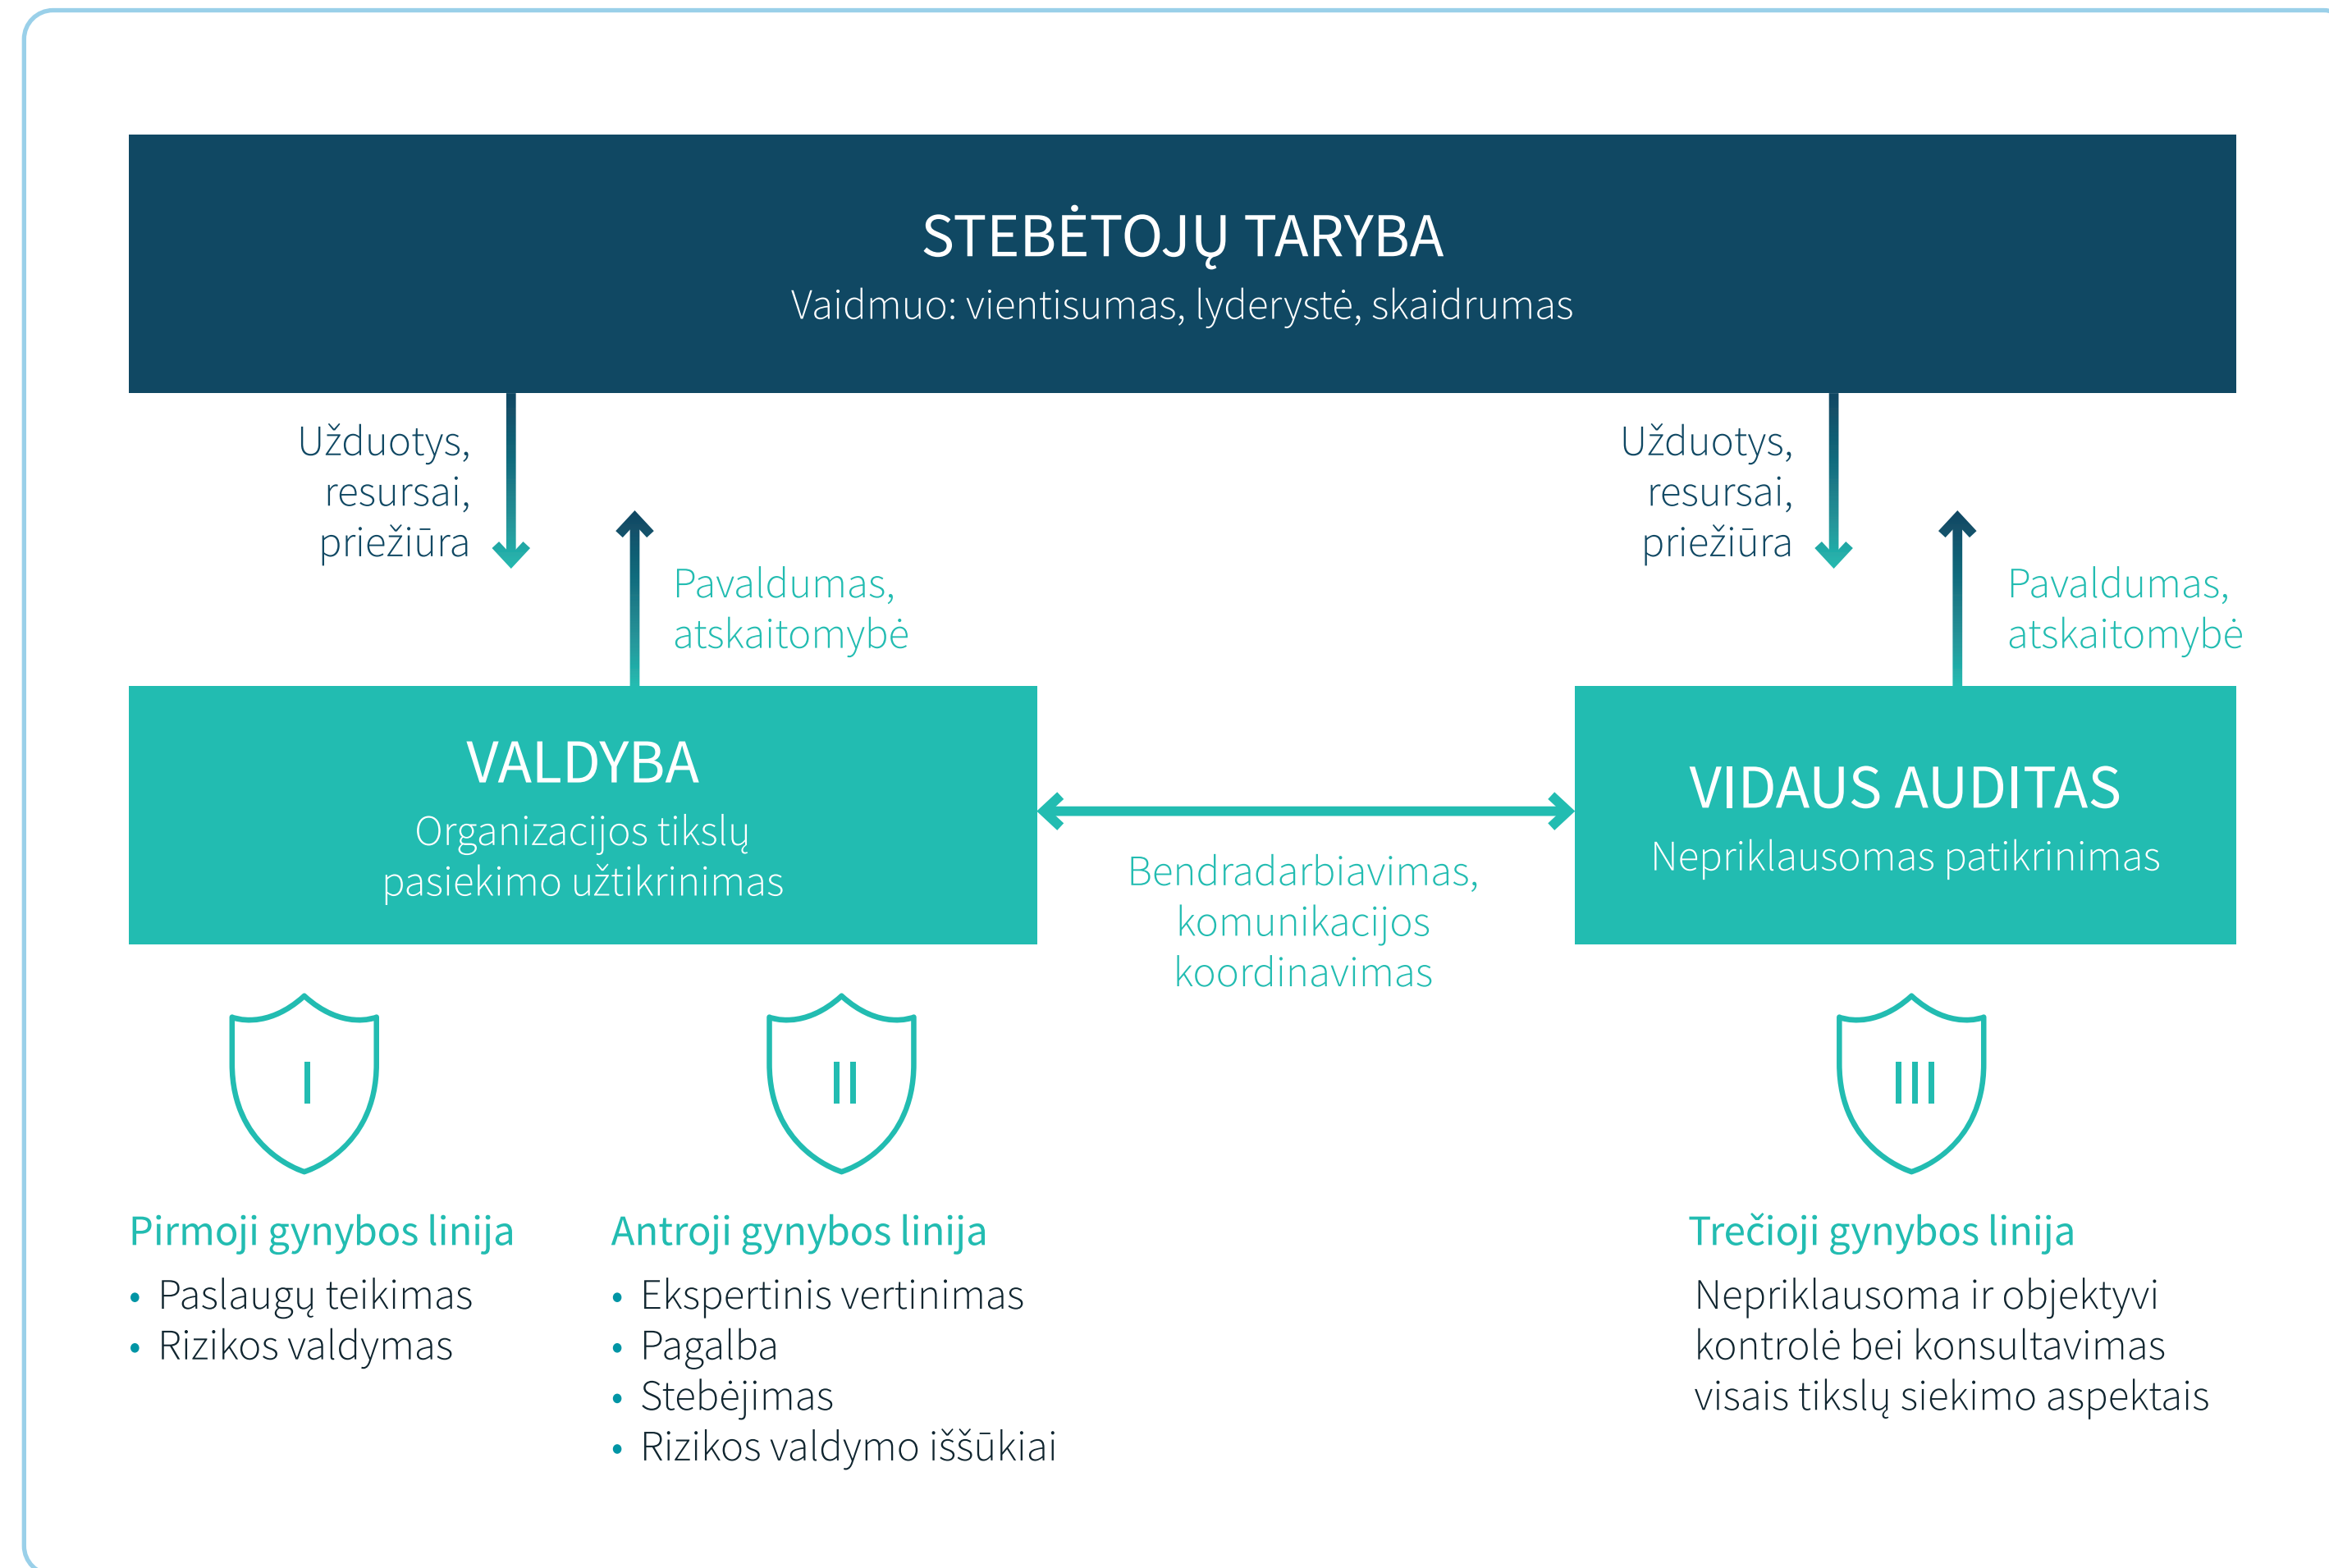 STEBĖTOJŲ TARYBA
Vaidmuo: vientisumas, lyderystė, skaidrumas
Užduotys,
resursai,
priežiūra
Pavaldumas,
atskaitomybė
Užduotys,
resursai,
priežiūra
Pavaldumas,
atskaitomybė
VALDYBA
Organizacijos tikslų
pasiekimo užtikrinimas
Bendradarbiavimas,
komunikacijos
koordinavimas
VIDAUS AUDITAS
Nepriklausomas patikrinimas
I
Pirmoji gynybos linija
• Paslaugų teikimas
• Rizikos valdymas
II
Antroji gynybos linija
• Ekspertinis vertinimas
• Pagalba
• Stebėjimas
• Rizikos valdymo iššūkiai
III
Trečioji gynybos linija
Nepriklausoma ir objektyvi
kontrolė bei konsultavimas
visais tikslų siekimo aspektais